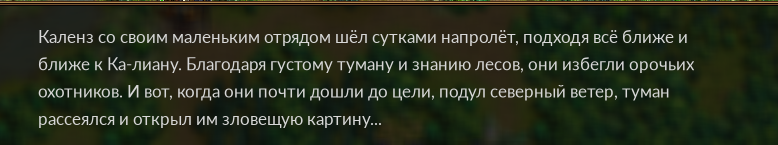 Каленз со своим маленьким отрядом шёл сутками напролёт, подходя всё ближе и
ближе к Ка-лиану. Благодаря густому туману и знанию лесов, они избегли орочьих
охотников. И вот, когда они почти дошли до цели, подул северный ветер, туман
рассеялся и открыл им зловещую картину...